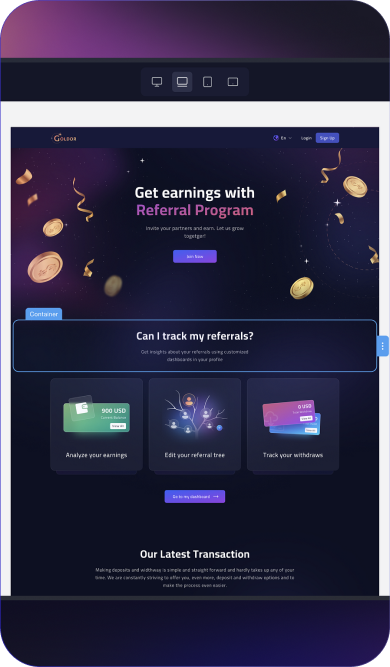 GOLDOR
En
Login
Sign Up
Get earnings with
Referral Program
Invite your partners and earn. Let us grow
togetger!
Join Now
Container
Can I track my referrals?
Get insights about your referrals using customized
dashboards in your profile
900 USD
Current Balance
0 USD
Analyze your earnings
Edit your referral tree
Track your withdraws
Go to my dashboard
Our Latest Transaction
Making deposits and widthway is simple and straight forward and hardly takes up any of your
time. We are constantly striving to offer you, even more, deposit and withdraw options and to
make the process even easier.